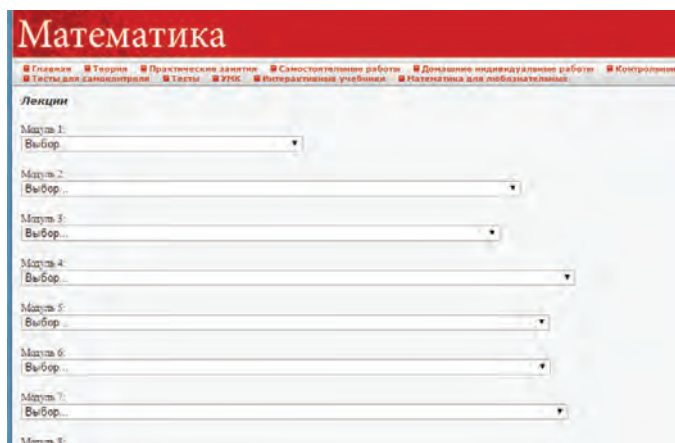 Математика
Главная Теория Практические занятия Самостоятельные работы Домашние индивидуальные работы Контрольные
Тесты для самоконтроля Тесты УМК Интерактивные учебники Математика для любознательных
Лекции
Модуль 1:
Выбор...
Модуль 2:
Выбор...
Модуль 3:
Выбор...
Модуль 4:
Выбор...
Модуль 5:
Выбор...
Модуль 6:
Выбор...
Модуль 7:
Выбор...
Модуль 8: